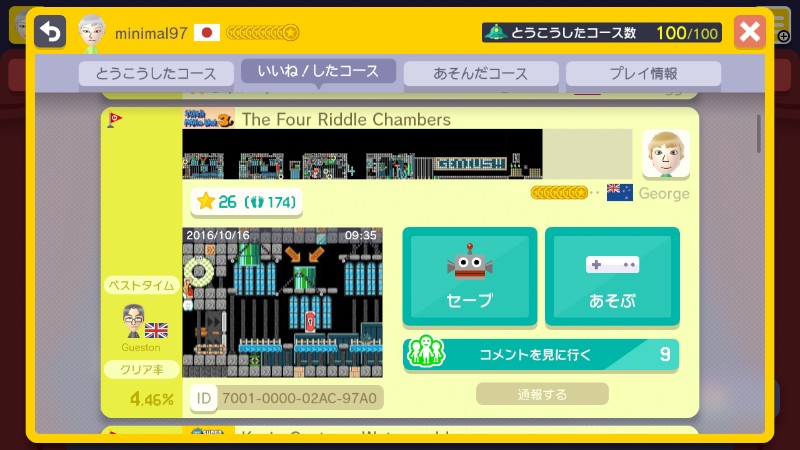 minimal97
とうこうしたコース数 100/100
とうこうしたコース
いいね!したコース
あそんだコース
プレイ情報
The Four Riddle Chambers
GENIUS!!
George
26 (174)
2016/10/16 09:35
ベストタイム
Gueston
クリア率
4.46%
セーブ
あそぶ
コメントを見に行く 9
ID 7001-0000-02AC-97A0
通報する